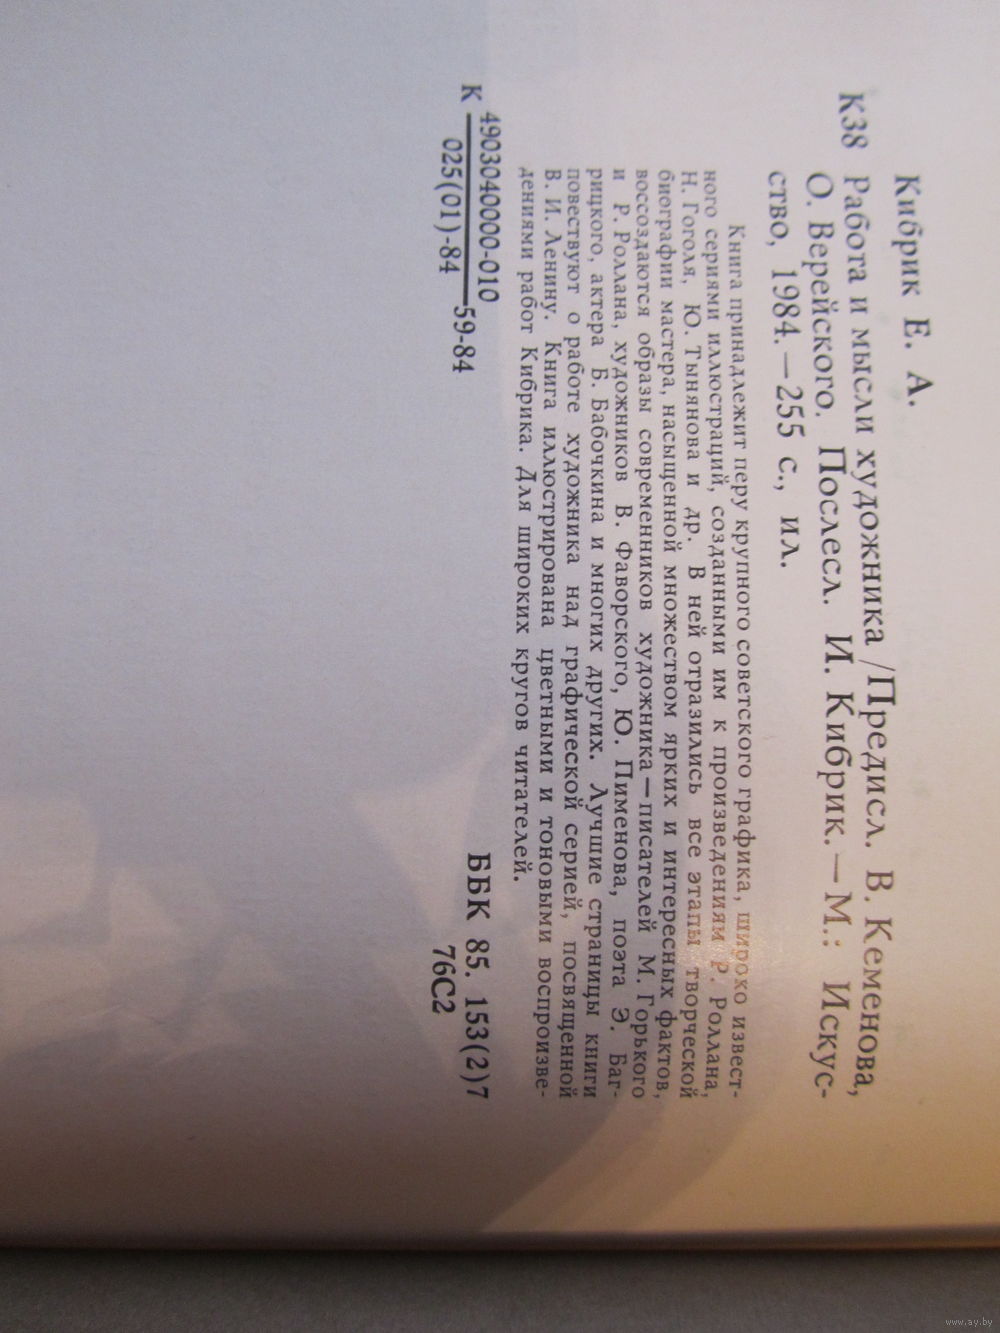 Кибрик Е. А.
К38 Работа и мысли художника /Предисл. В. Кеменова,
О. Верейского. Послесл. И. Кибрик.—М.: Искус-
ство, 1984.—255 с., ил.
Книга принадлежит перу крупного советского графика, широко извест-
ного сериями иллюстраций, созданными им к произведениям Р. Роллана,
Н. Гоголя, Ю. Тынянова и др. В ней отразились все этапы творческой
биографии мастера, насыщенной множеством ярких и интересных фактов,
воссоздаются образы современников художника—писателей М. Горького
и Р. Роллана, художников В. Фаворского, Ю. Пименова, поэта Э. Баг-
рицкого, актера Б. Бабочкина и многих других. Лучшие страницы книги
повествуют о работе художника над графической серией, посвященной
В. И. Ленину. Книга иллюстрирована цветными и тоновыми воспроизве-
дениями работ Кибрика. Для широких кругов читателей.
К 4903040000-010
025(01)-84
59-84
ББК 85. 153(2)7
76С2
www.ay.by